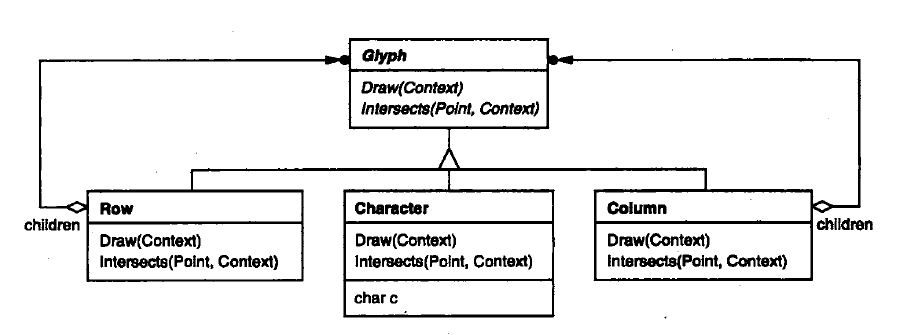 Glyph
Draw(Context)
Intersects(Point, Context)
Row
Draw(Context)
Intersects(Point, Context)
children
Character
Draw(Context)
Intersects(Point, Context)
char c
Column
Draw(Context)
Intersects(Point, Context)
children